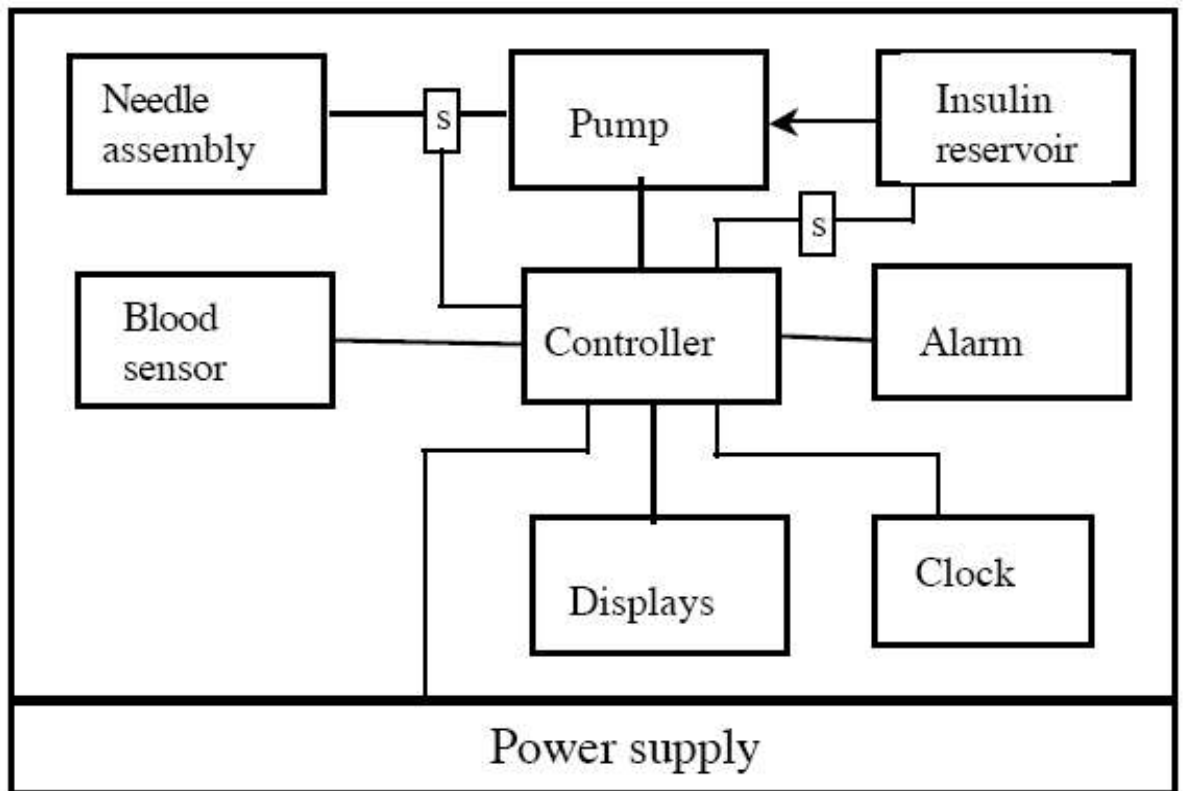 Needle
assembly
s
Pump
Insulin
reservoir
s
Blood
sensor
Controller
Alarm
Displays
Clock
Power supply